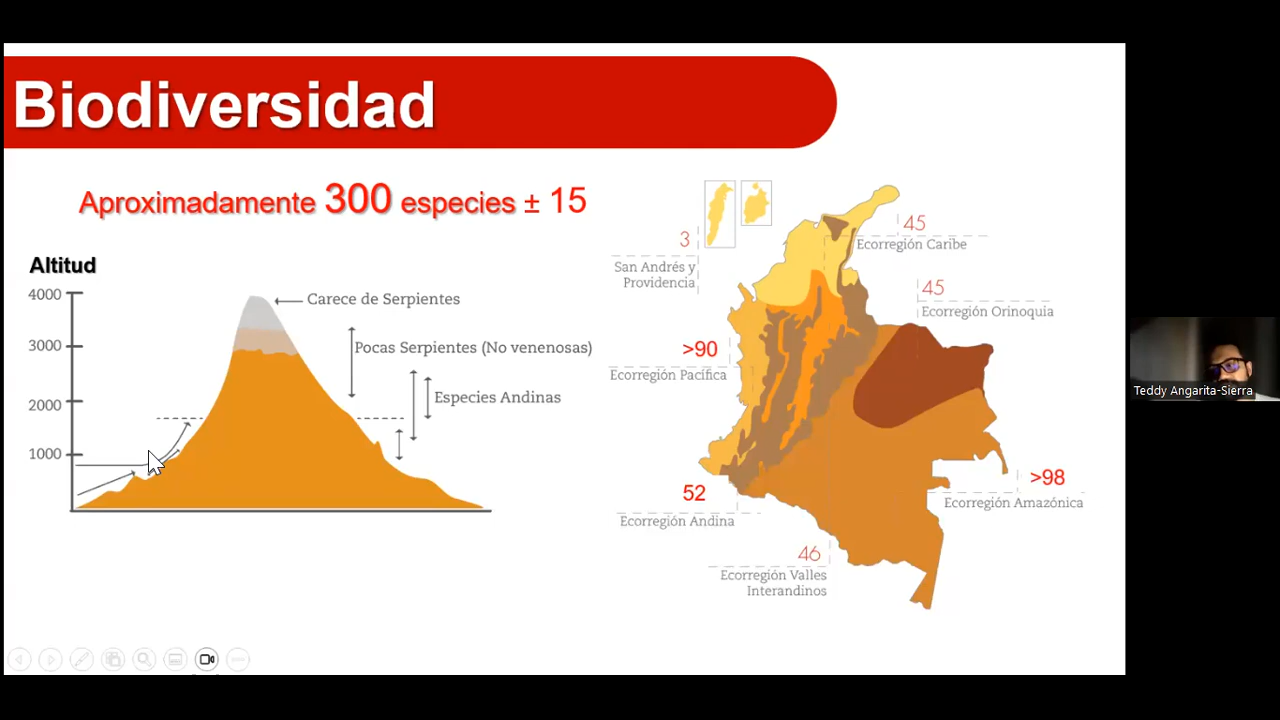 Biodiversidad
Aproximadamente 300 especies ± 15
Altitud
4000
3000
2000
1000
Carece de Serpientes
Pocas Serpientes (No venenosas)
Especies Andinas
3
San Andrés y
Providencia
45
Ecorregión Caribe
45
Ecorregión Orinoquia
>90
Ecorregión Pacífica
52
Ecorregión Andina
>98
Ecorregión Amazónica
46
Ecorregión Valles
Interandinos
Teddy Angarita-Sierra